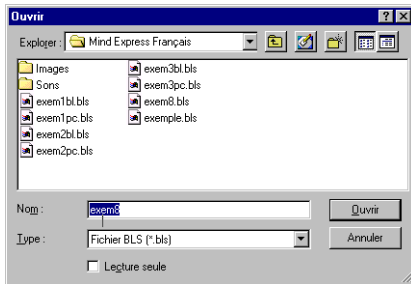 Ouvrir
Explorer : Mind Express Français
Images
Sons
exem1bl.bls
exem1pc.bls
exem2bl.bls
exem2pc.bls
exem3bl.bls
exem3pc.bls
exem8.bls
exemple.bls
Nom : exem8
Ouvrir
Type : Fichier BLS (*.bls)
Annuler
Lecture seule